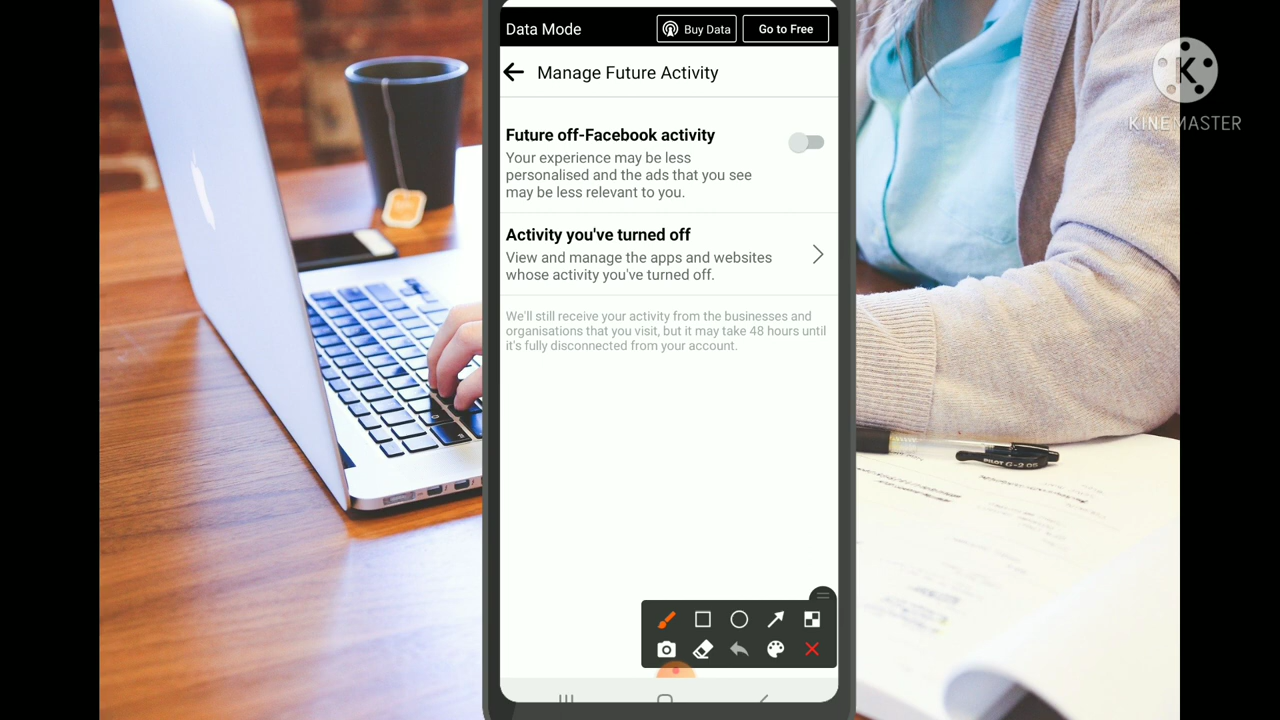 Data Mode
Buy Data
Go to Free
Manage Future Activity
Future off-Facebook activity
Your experience may be less
personalised and the ads that you see
may be less relevant to you.
Activity you've turned off
View and manage the apps and websites
whose activity you've turned off.
We'll still receive your activity from the businesses and
organisations that you visit, but it may take 48 hours until
it's fully disconnected from your account.
K
KINEMASTER
PILOT G-2 05